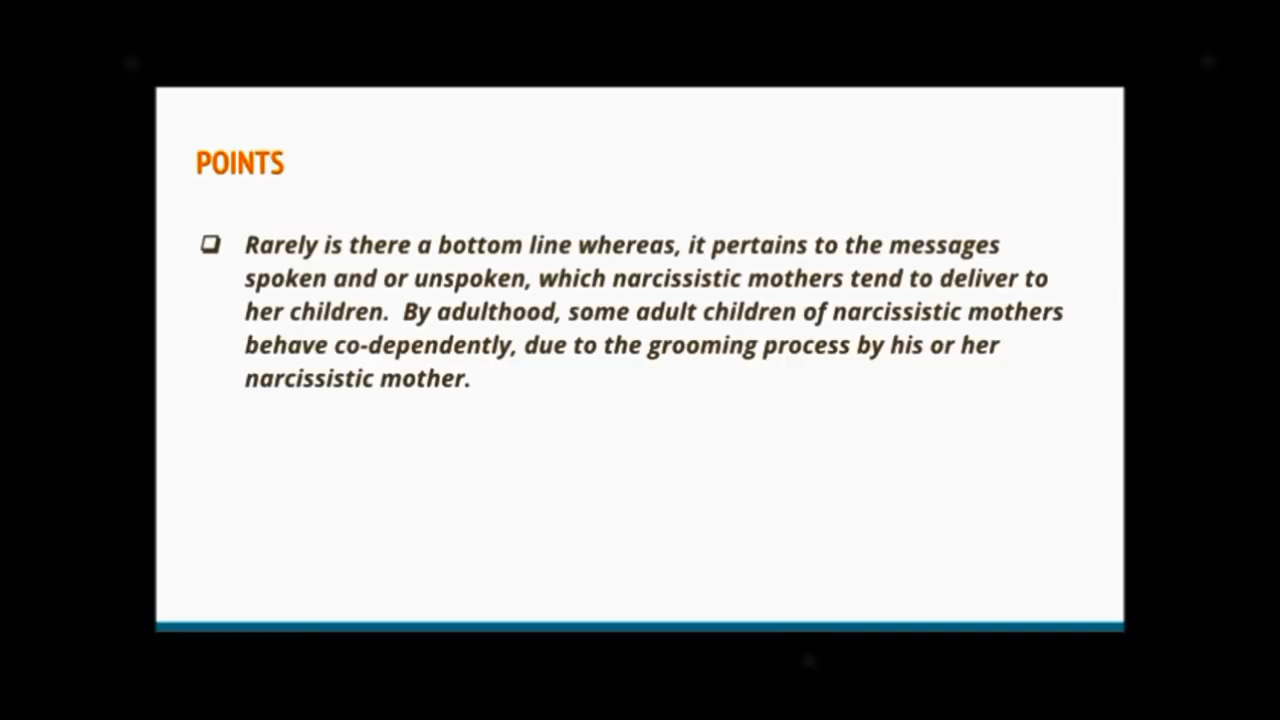 POINTS
❑ Rarely is there a bottom line whereas, it pertains to the messages
spoken and or unspoken, which narcissistic mothers tend to deliver to
her children.  By adulthood, some adult children of narcissistic mothers
behave co-dependently, due to the grooming process by his or her
narcissistic mother.